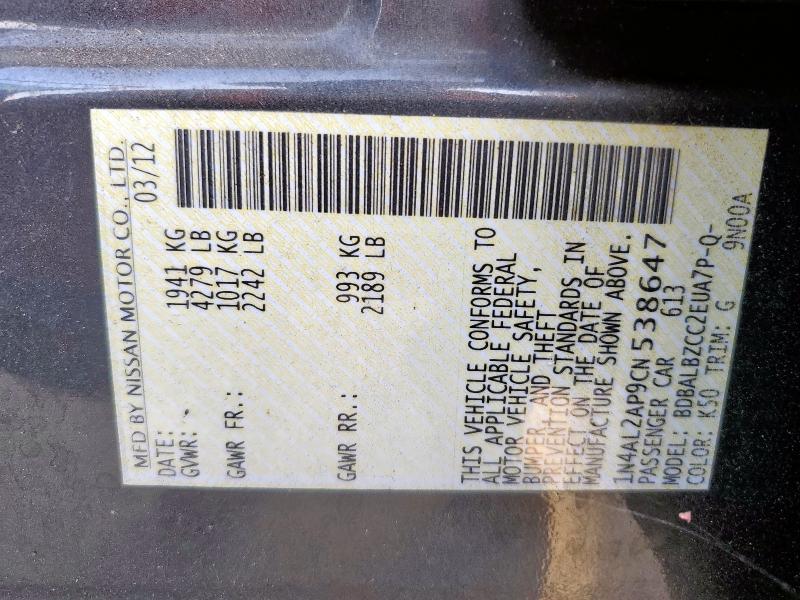 MFD BY NISSAN MOTOR CO., LTD.
DATE: 03/12
GVWR: 1941 KG
4279 LB
GAWR FR.: 1017 KG
2242 LB
GAWR RR.: 993 KG
2189 LB
THIS VEHICLE CONFORMS TO
ALL APPLICABLE FEDERAL
MOTOR VEHICLE SAFETY,
BUMPER, AND THEFT
PREVENTION STANDARDS IN
EFFECT ON THE DATE OF
MANUFACTURE SHOWN ABOVE.
1N4AL2AP9CN538647
PASSENGER CAR 613
MODEL: BDBALBZCC2EUA7P-Q-
COLOR: K50 TRIM: G 9N00A